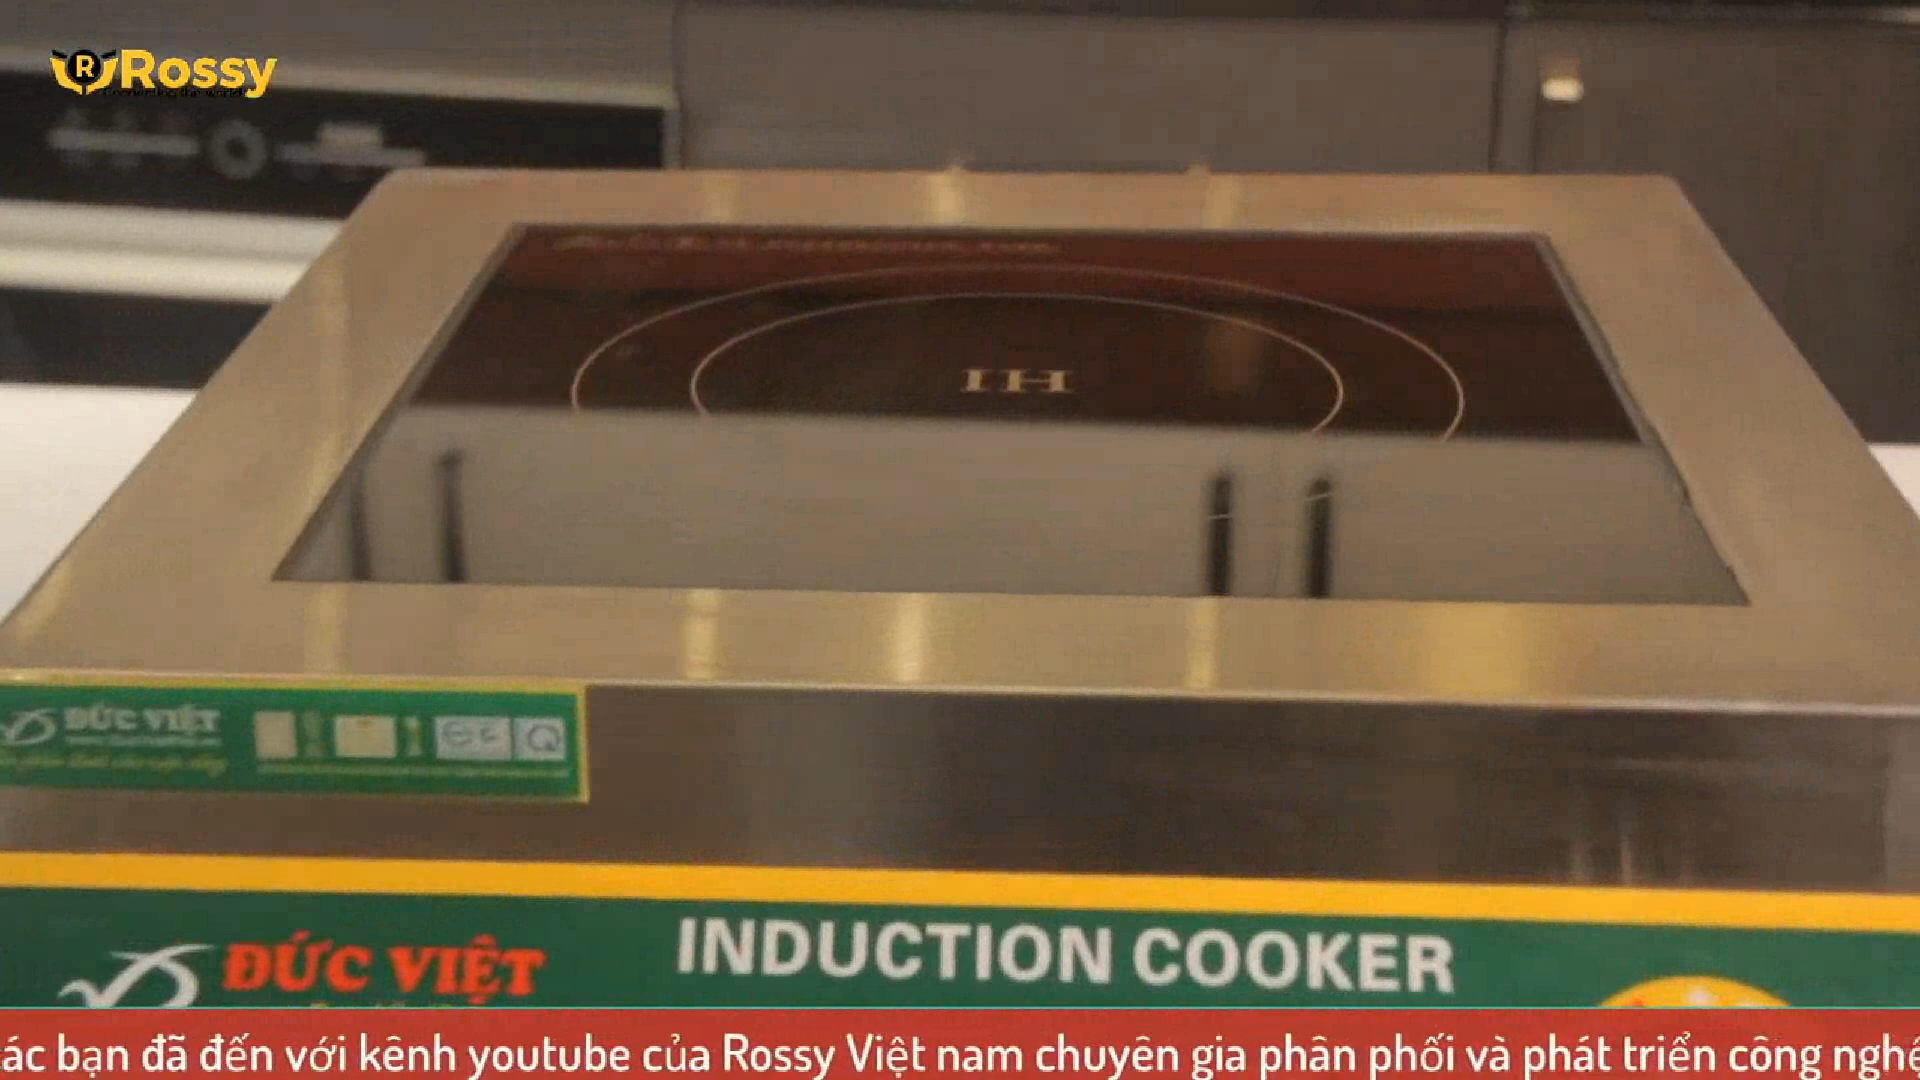 Rossy
IH
ĐỨC VIỆT
INDUCTION COOKER
ĐỨC VIỆT
ác bạn đã đến với kênh youtube của Rossy Việt nam chuyên gia phân phối và phát triển công nghệ